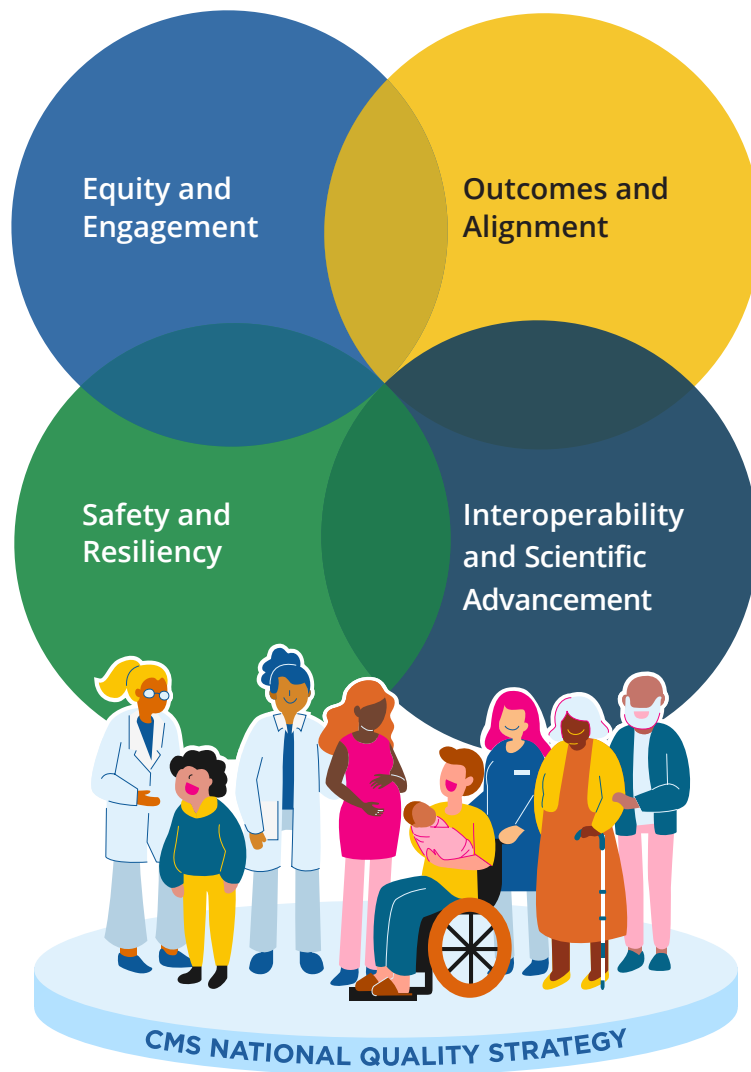 Equity and
Engagement
Outcomes and
Alignment
Safety and
Resiliency
Interoperability
and Scientific
Advancement
CMS NATIONAL QUALITY STRATEGY